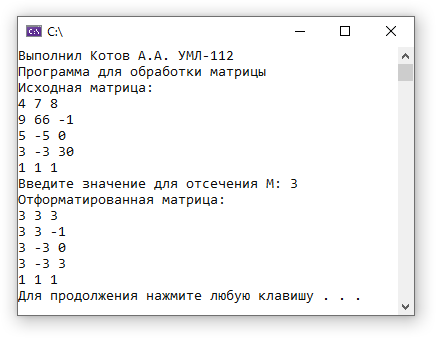 C:\
C:\
Выполнил Котов А.А. УМЛ-112
Программа для обработки матрицы
Исходная матрица:
4 7 8
9 66 -1
5 -5 0
3 -3 30
1 1 1
Введите значение для отсечения М: 3
Отформатированная матрица:
3 3 3
3 3 -1
3 -3 0
3 -3 3
1 1 1
Для продолжения нажмите любую клавишу . . .